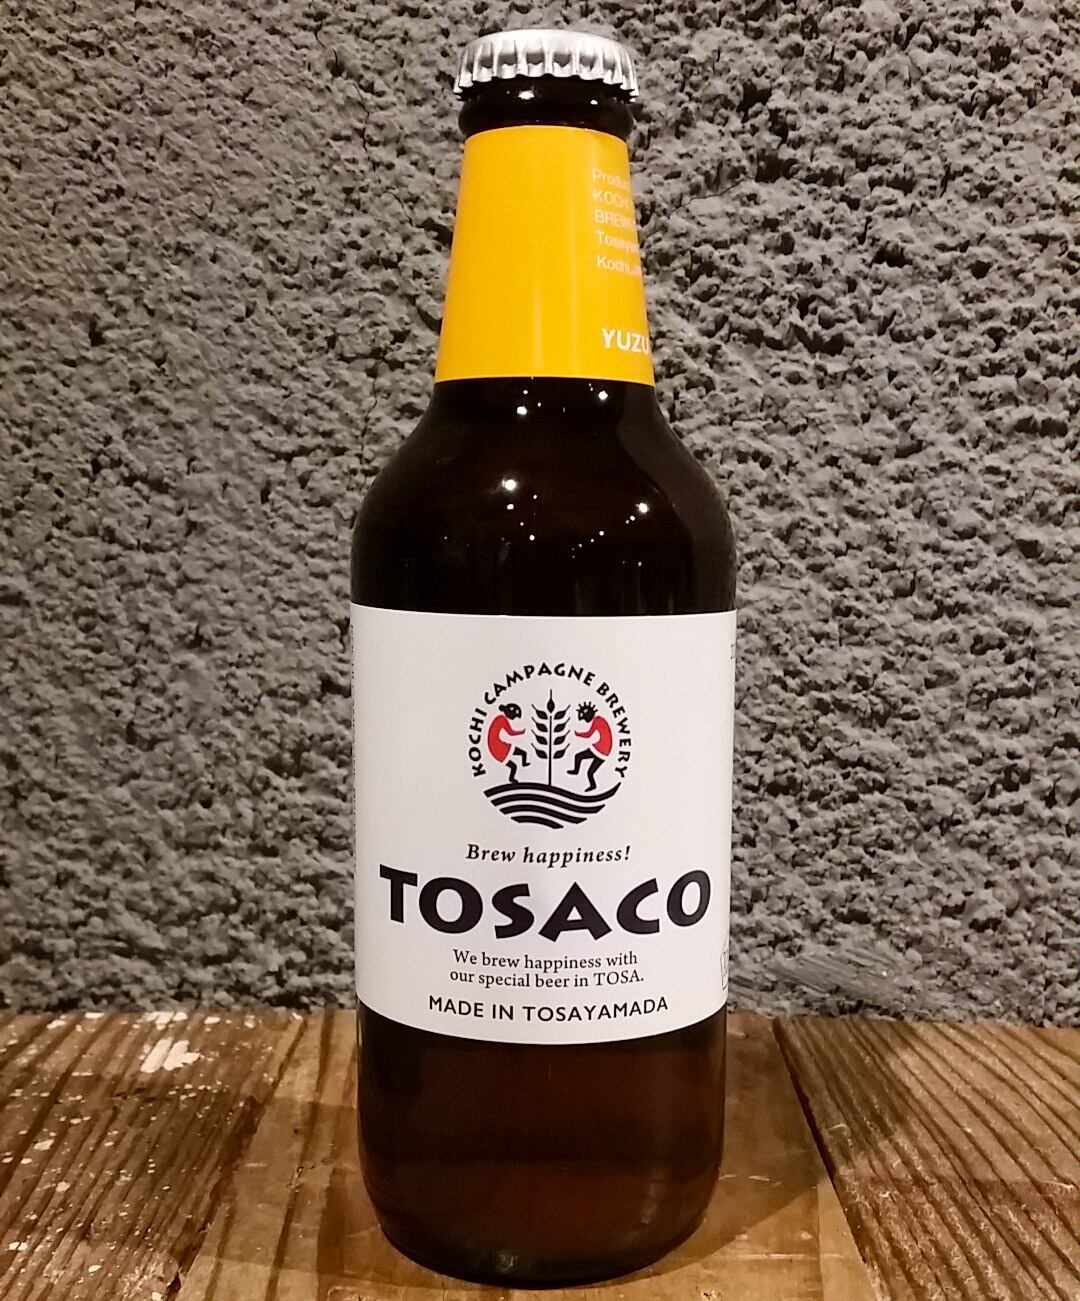 KOCHI
YUZU
KOCHI CAMPAGNE BREWERY
Brew happiness!
TOSACO
We brew happiness with
our special beer in TOSA.
MADE IN TOSAYAMADA